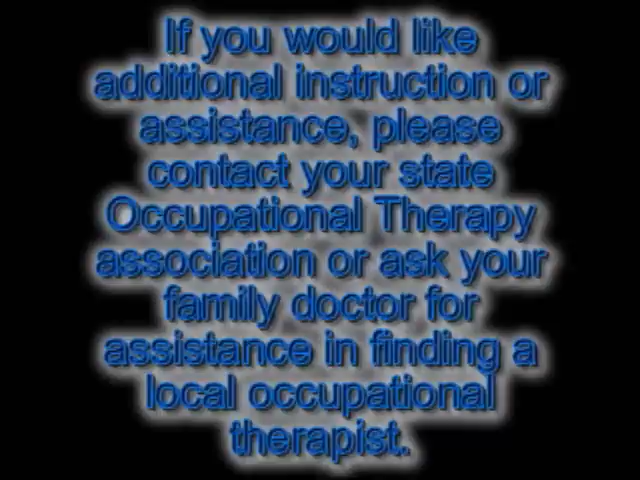 If you would like
additional instruction or
assistance, please
contact your state
Occupational Therapy
association or ask your
family doctor for
assistance in finding a
local occupational
therapist.